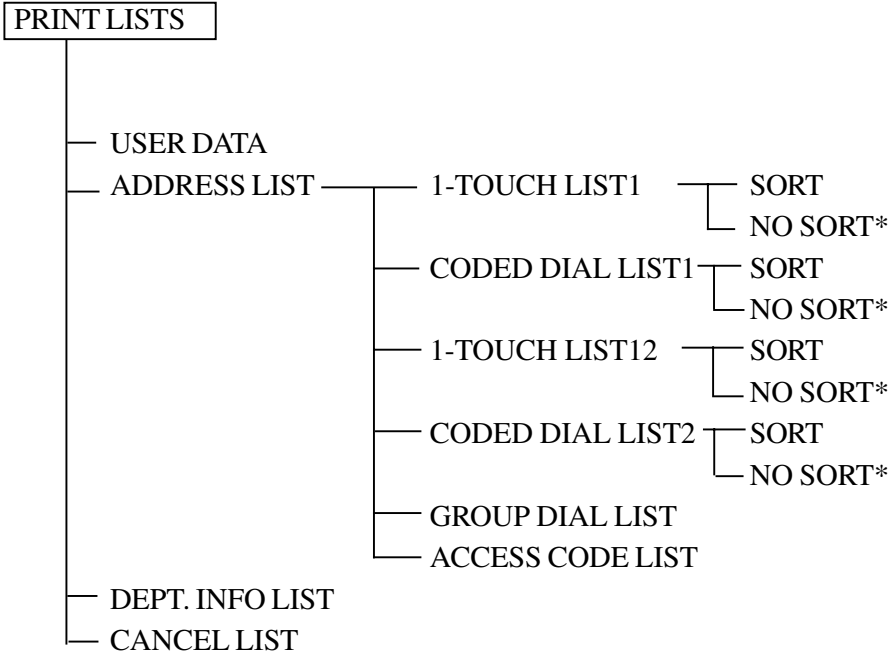 PRINT LISTS
USER DATA
ADDRESS LIST
1-TOUCH LIST1
SORT
NO SORT*
CODED DIAL LIST1
SORT
NO SORT*
1-TOUCH LIST12
SORT
NO SORT*
CODED DIAL LIST2
SORT
NO SORT*
GROUP DIAL LIST
ACCESS CODE LIST
DEPT. INFO LIST
CANCEL LIST